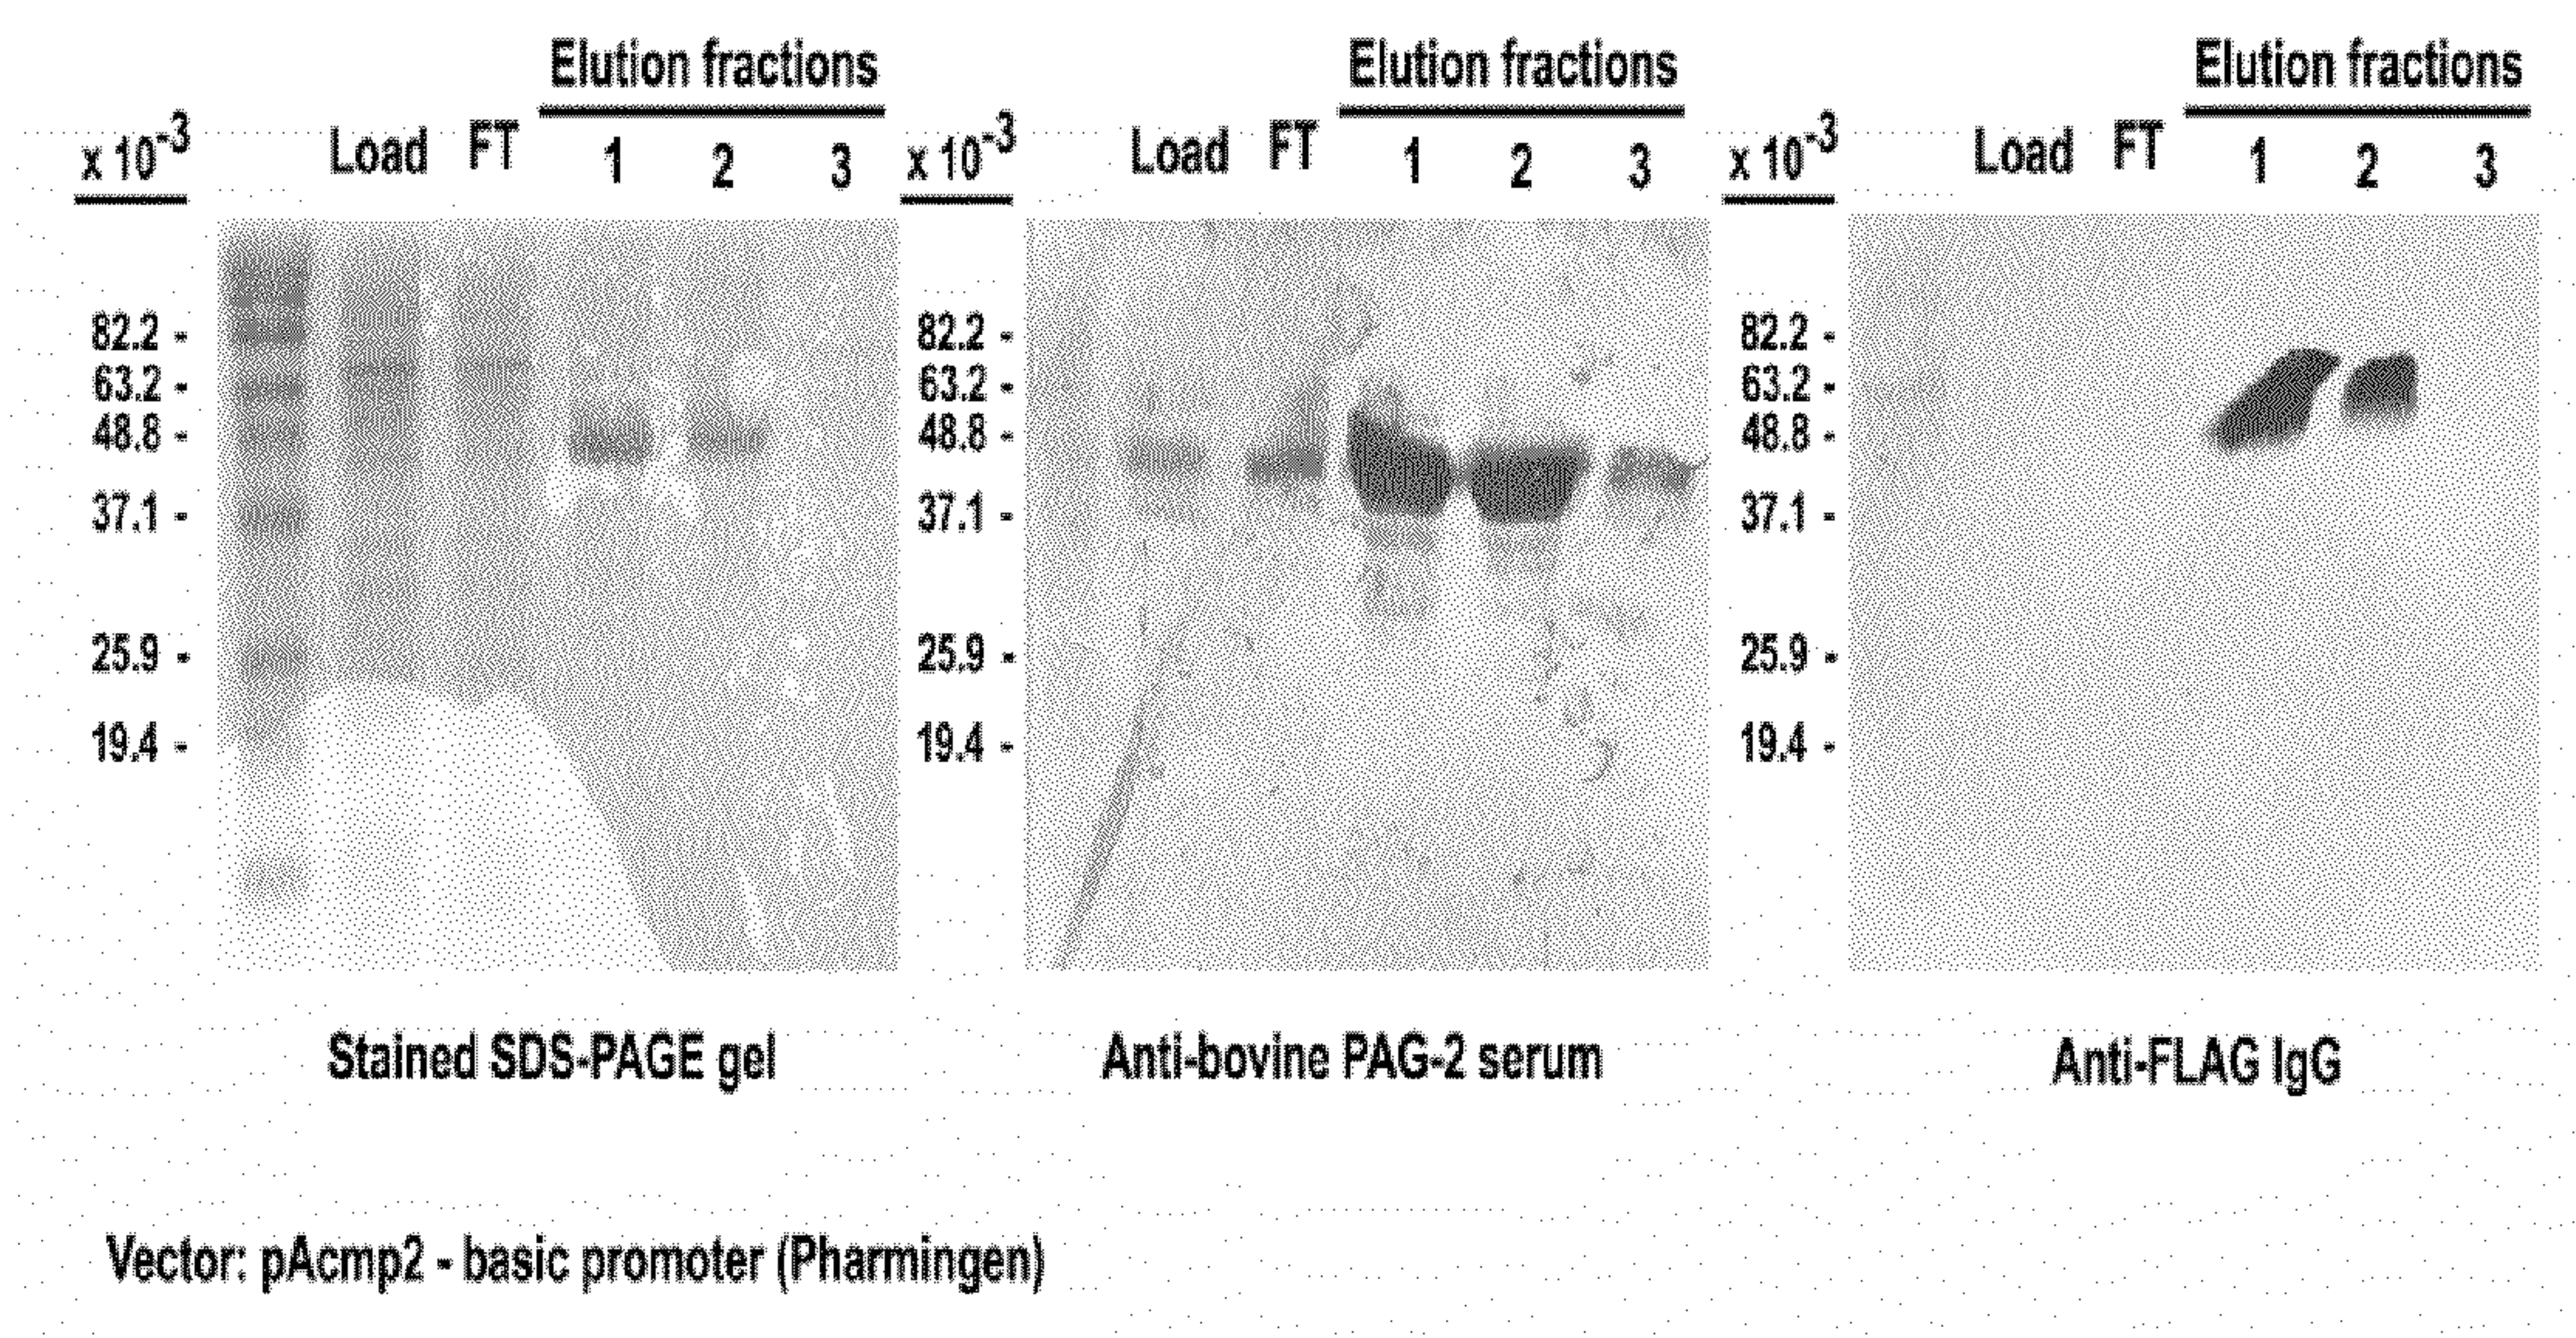 Elution fractions Elution fractions Elution fractions
x 10-3 Load FT 1 2 3 x 10-3 Load FT 1 2 3 x 10-3 Load FT 1 2 3
82.2 - 82.2 - 82.2 -
63.2 - 63.2 - 63.2 -
48.8 - 48.8 - 48.8 -
37.1 - 37.1 - 37.1 -
25.9 - 25.9 - 25.9 -
19.4 - 19.4 - 19.4 -
Stained SDS-PAGE gel Anti-bovine PAG-2 serum Anti-FLAG IgG
Vector: pAcmp2 - basic promoter (Pharmingen)